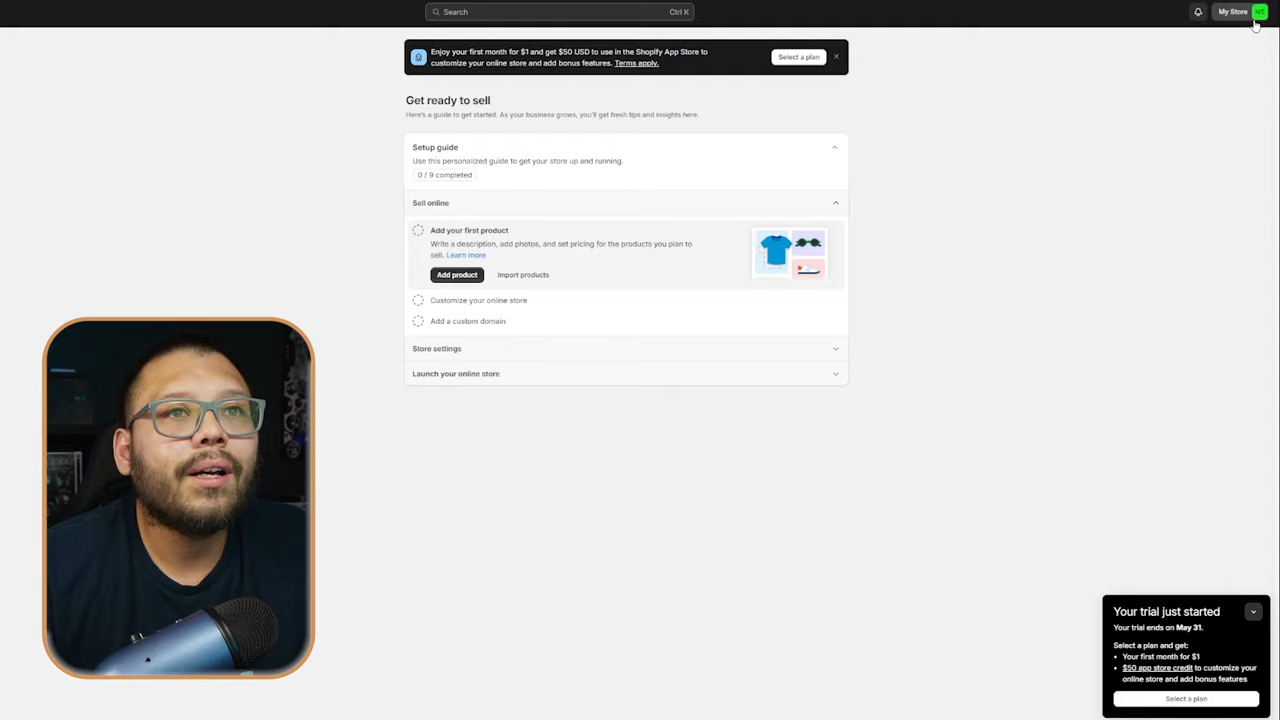 Search
Ctrl K
My Store
MS
Enjoy your first month for $1 and get $50 USD to use in the Shopify App Store to
customize your online store and add bonus features. Terms apply.
Select a plan
Get ready to sell
Here's a guide to get started. As your business grows, you'll get fresh tips and insights here.
Setup guide
Use this personalized guide to get your store up and running.
0 / 9 completed
Sell online
Add your first product
Write a description, add photos, and set pricing for the products you plan to
sell. Learn more
Add product
Import products
Customize your online store
Add a custom domain
Store settings
Launch your online store
Your trial just started
Your trial ends on May 31.
Select a plan and get:
• Your first month for $1
• $50 app store credit to customize your
online store and add bonus features
Select a plan